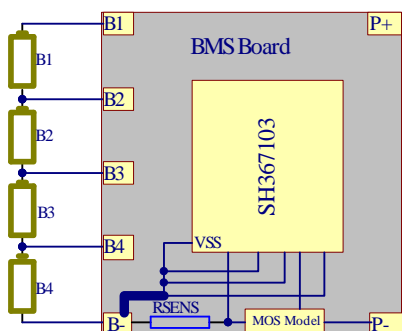 B1
P+
BMS Board
B1
B2
B2
SH367103
B3
B3
VSS
B4
B4
RSENS
B-
MOS Model
P-